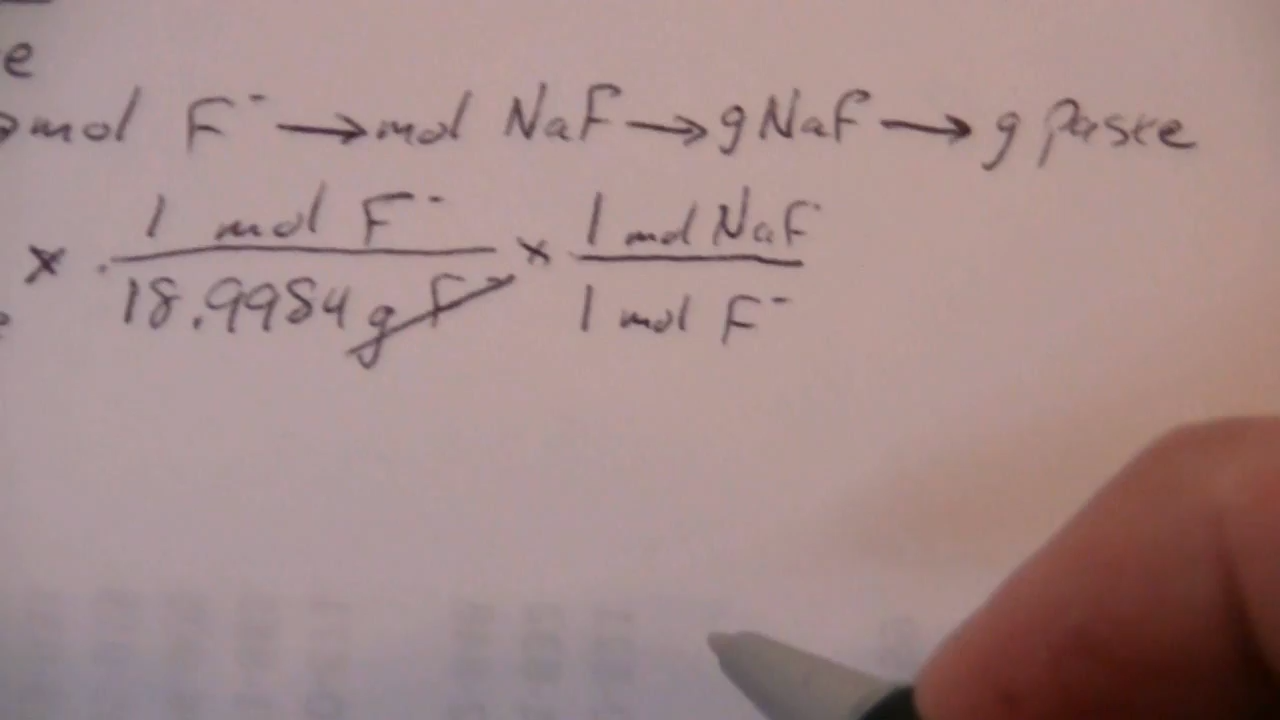 e
mol F⁻ → mol NaF → g NaF → g paste
1 mol F⁻ 1 mol NaF
× ×
18.9984 g F⁻ 1 mol F⁻